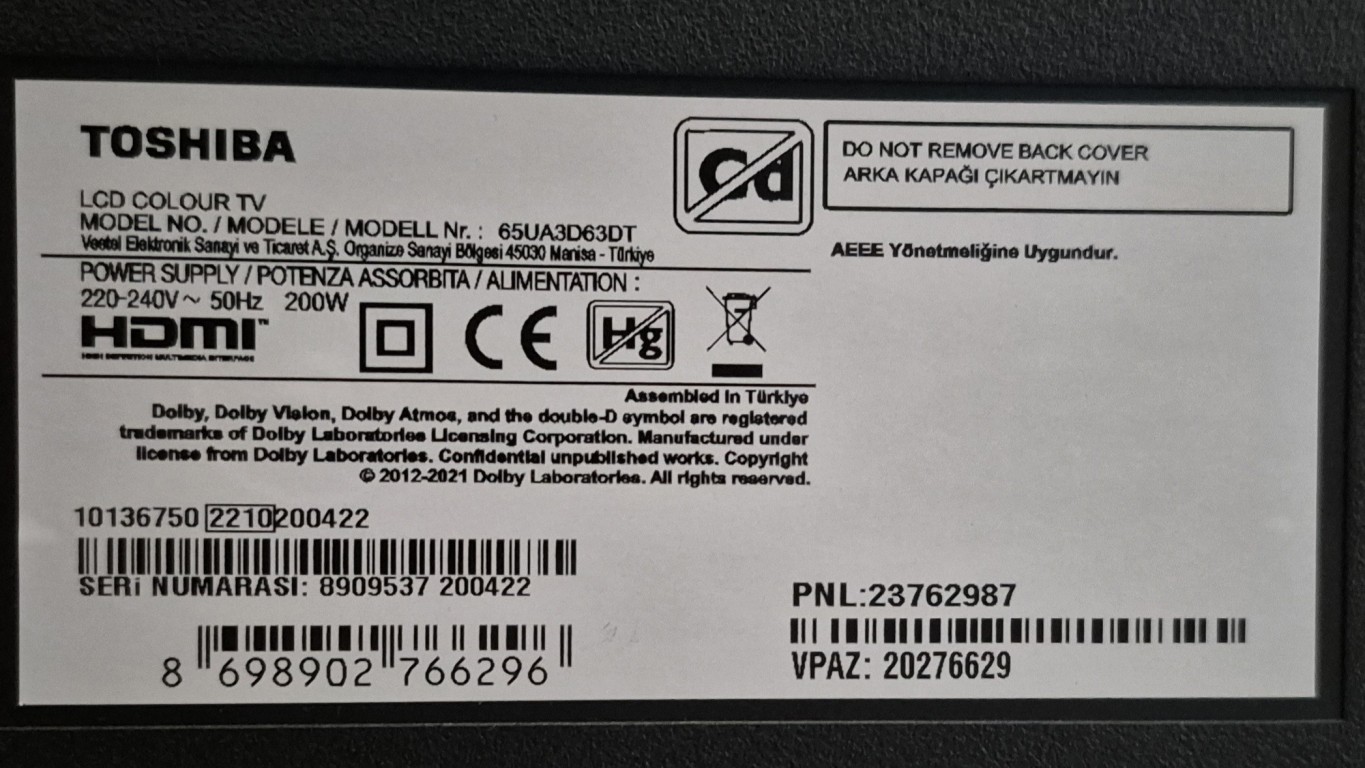 TOSHIBA
LCD COLOUR TV
MODEL NO. / MODELE / MODELL Nr. : 65UA3D63DT
Vestel Elektronik Sanayi ve Ticaret A.Ş. Organize Sanayi Bölgesi 45030 Manisa - Türkiye
POWER SUPPLY / POTENZA ASSORBITA / ALIMENTATION :
220-240V ~ 50Hz 200W
HDMI™
HIGH DEFINITION MULTIMEDIA INTERFACE
CE
Hg
Cd
DO NOT REMOVE BACK COVER
ARKA KAPAĞI ÇIKARTMAYIN
AEEE Yönetmeliğine Uygundur.
Assembled In Türkiye
Dolby, Dolby Vision, Dolby Atmos, and the double-D symbol are registered
trademarks of Dolby Laboratories Licensing Corporation. Manufactured under
license from Dolby Laboratories. Confidential unpublished works. Copyright
© 2012-2021 Dolby Laboratories. All rights reserved.
10136750 2210 200422
SERİ NUMARASI: 8909537 200422
8 698902 766296
PNL:23762987
VPAZ: 20276629